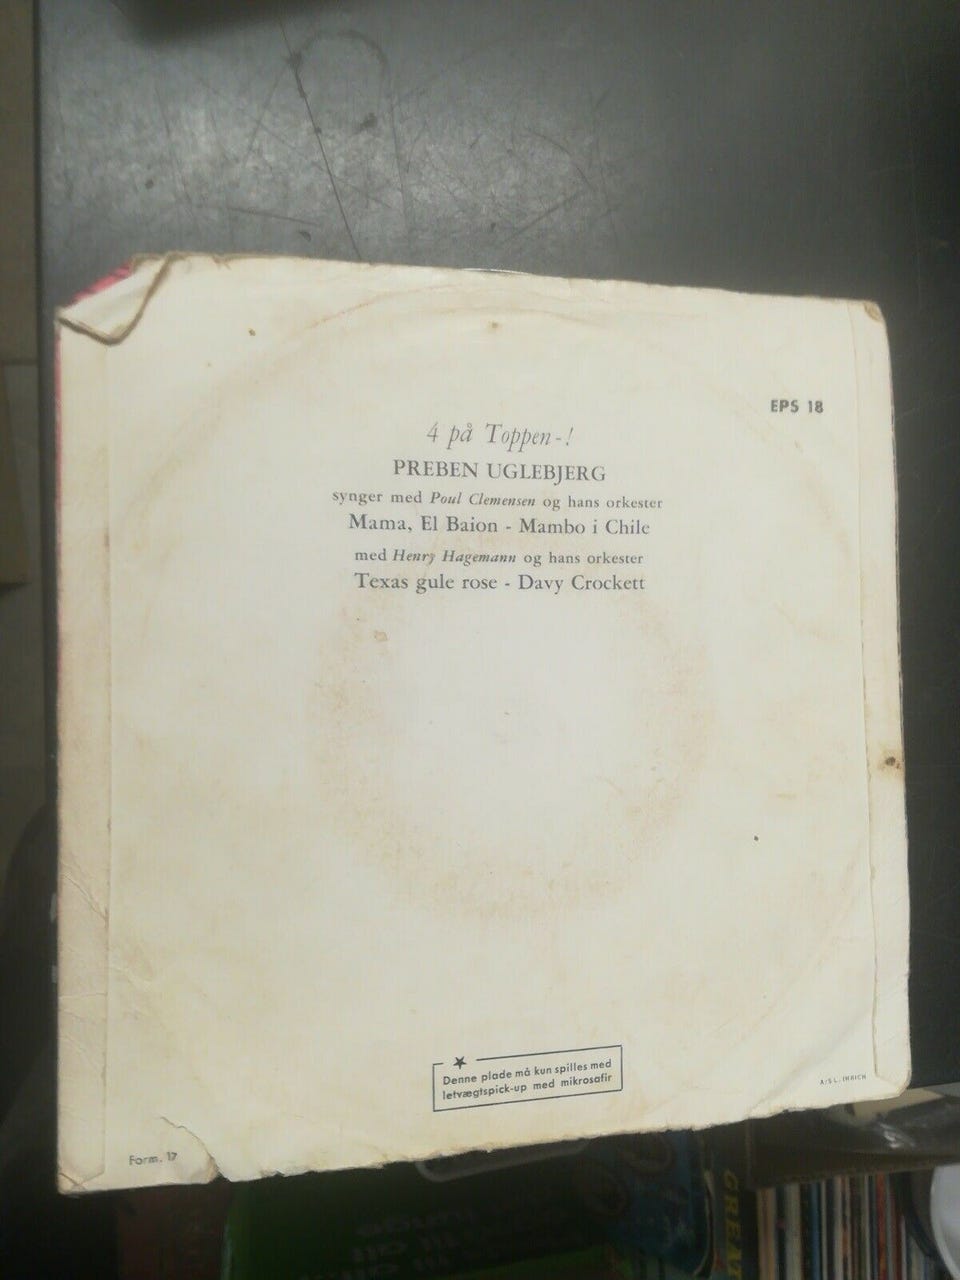 EPS 18
4 på Toppen-!
PREBEN UGLEBJERG
synger med Poul Clemensen og hans orkester
Mama, El Baion - Mambo i Chile
med Henry Hagemann og hans orkester
Texas gule rose - Davy Crockett
Denne plade må kun spilles med
letvægtspick-up med mikrosafir
A/S L. IHRICH
Form. 17